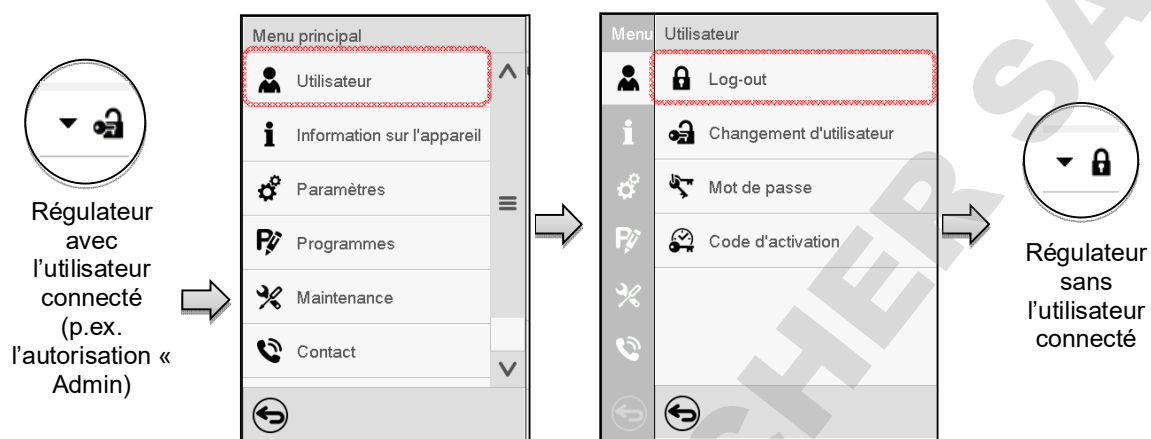 Régulateur
avec
l'utilisateur
connecté
(p.ex.
l'autorisation «
Admin)
Menu principal
Utilisateur
Information sur l'appareil
Paramètres
Programmes
Maintenance
Contact
Menu
Utilisateur
Log-out
Changement d'utilisateur
Mot de passe
Code d'activation
Régulateur
sans
l'utilisateur
connecté